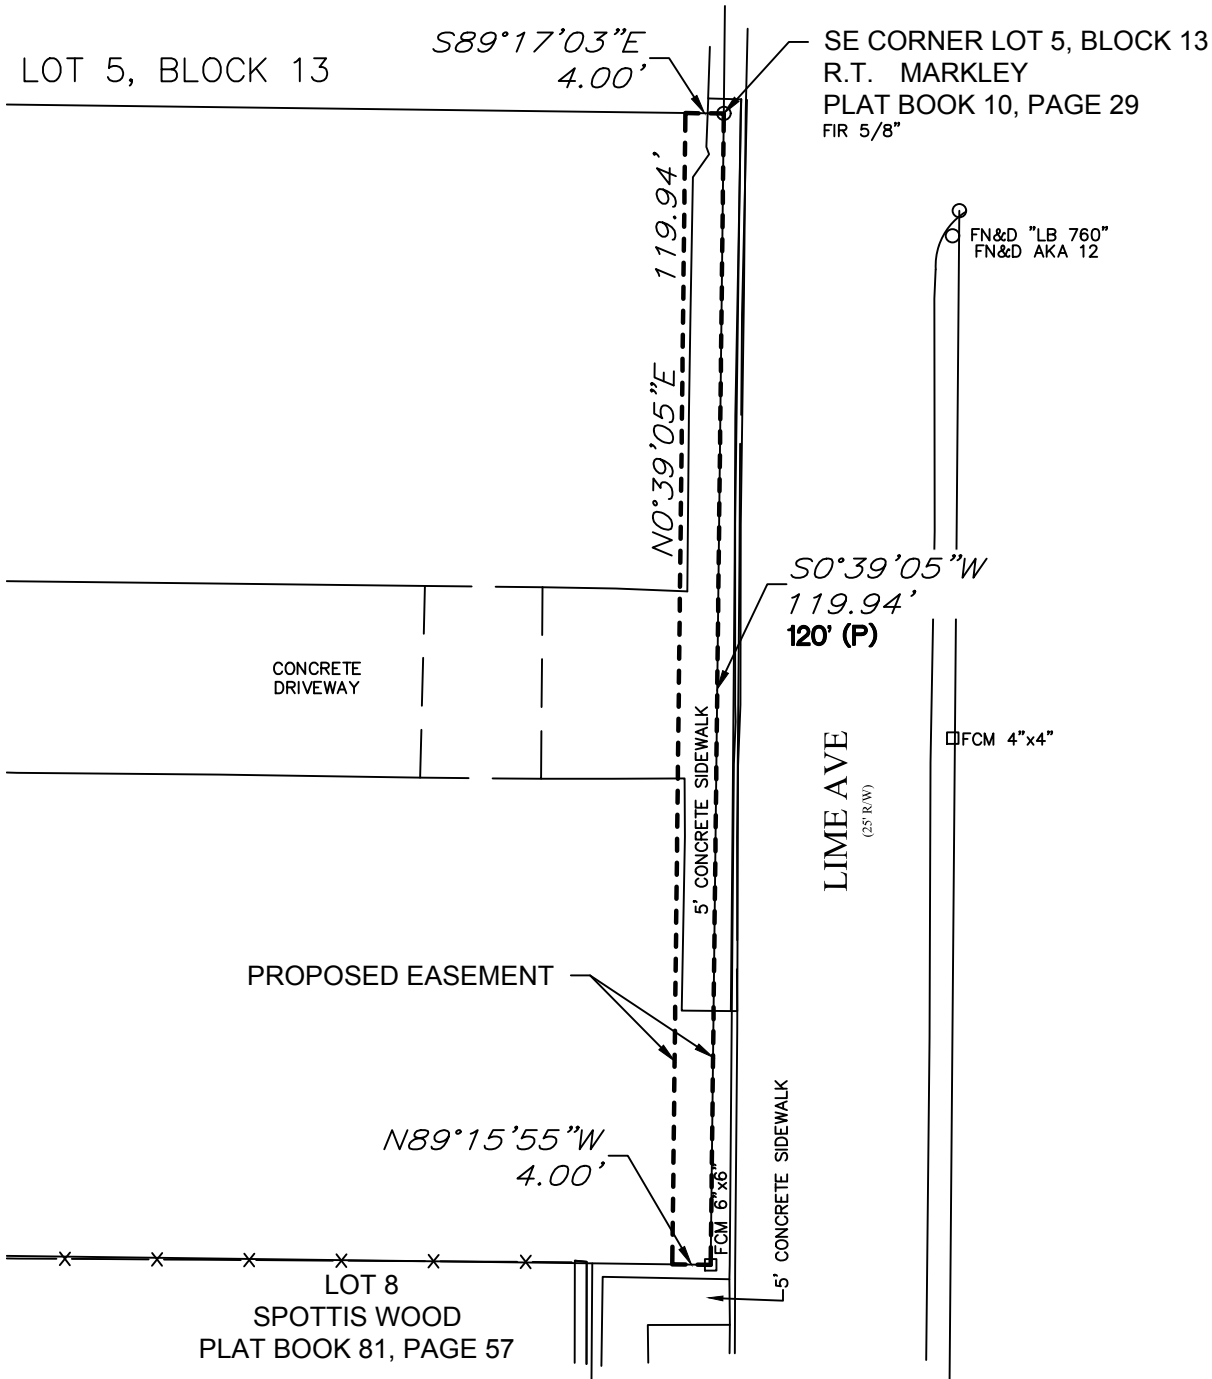 S89°17'03"E
4.00'
LOT 5, BLOCK 13
SE CORNER LOT 5, BLOCK 13
R.T. MARKLEY
PLAT BOOK 10, PAGE 29
FIR 5/8"
119.94'
N0°39'05"E
FN&D "LB 760"
FN&D AKA 12
S0°39'05"W
119.94'
120' (P)
CONCRETE
DRIVEWAY
5' CONCRETE SIDEWALK
LIME AVE
(25' R/W)
FCM 4"x4"
PROPOSED EASEMENT
N89°15'55"W
4.00'
FCM 6"x6"
5' CONCRETE SIDEWALK
LOT 8
SPOTTIS WOOD
PLAT BOOK 81, PAGE 57